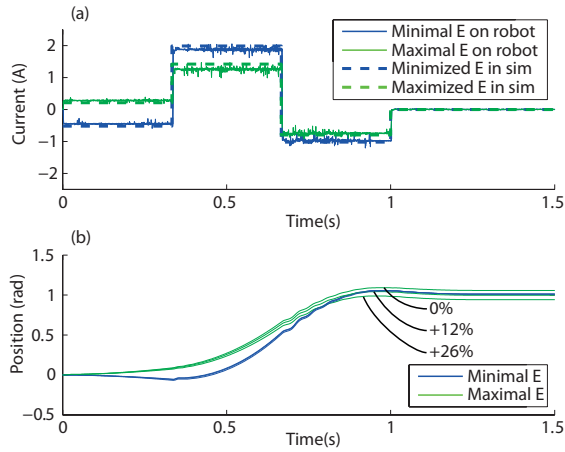 (a)
Current (A)
2
1
0
−1
−2
Minimal E on robot
Maximal E on robot
Minimized E in sim
Maximized E in sim
0
0.5
1
1.5
Time(s)
(b)
Position (rad)
1.5
1
0.5
0
−0.5
0%
+12%
+26%
Minimal E
Maximal E
0
0.5
1
1.5
Time(s)